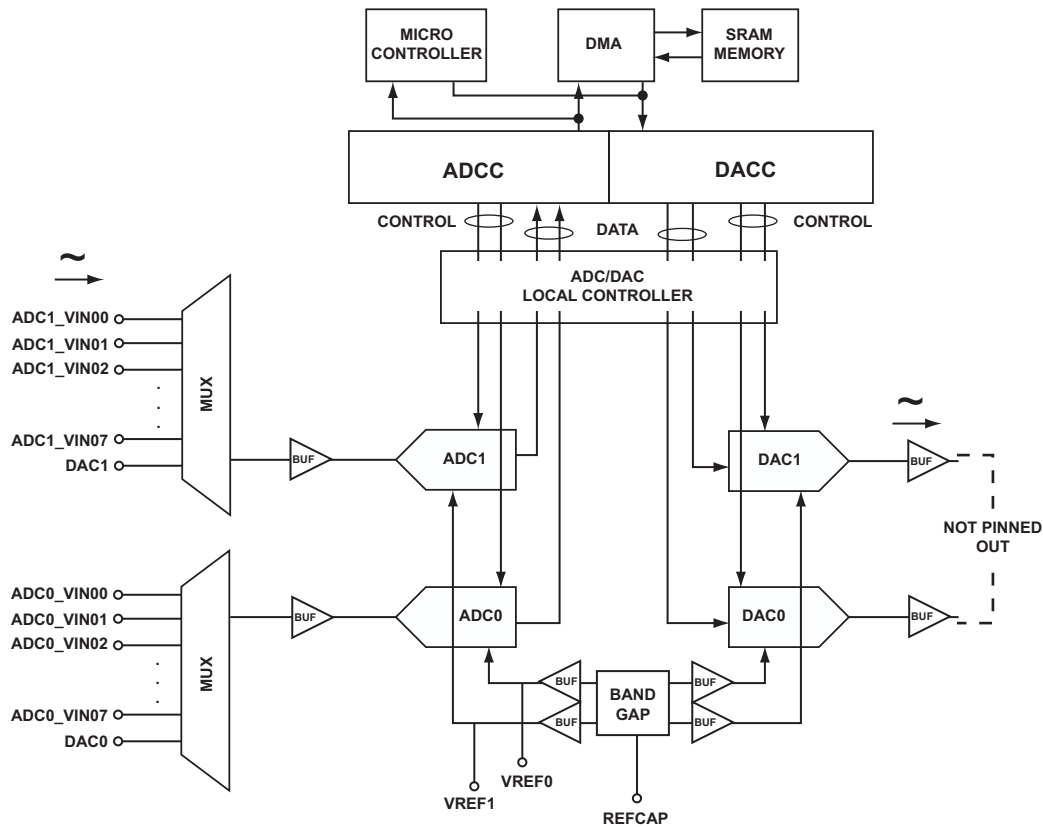 MICRO
CONTROLLER
DMA
SRAM
MEMORY
ADCC
DACC
CONTROL
DATA
CONTROL
ADC/DAC
LOCAL CONTROLLER
~
ADC1_VIN00
ADC1_VIN01
ADC1_VIN02
.
.
.
ADC1_VIN07
DAC1
MUX
BUF
ADC1
DAC1
~
BUF
NOT PINNED
OUT
ADC0_VIN00
ADC0_VIN01
ADC0_VIN02
.
.
.
ADC0_VIN07
DAC0
MUX
BUF
ADC0
DAC0
BUF
BUF
BUF
BAND
GAP
BUF
BUF
VREF0
VREF1
REFCAP